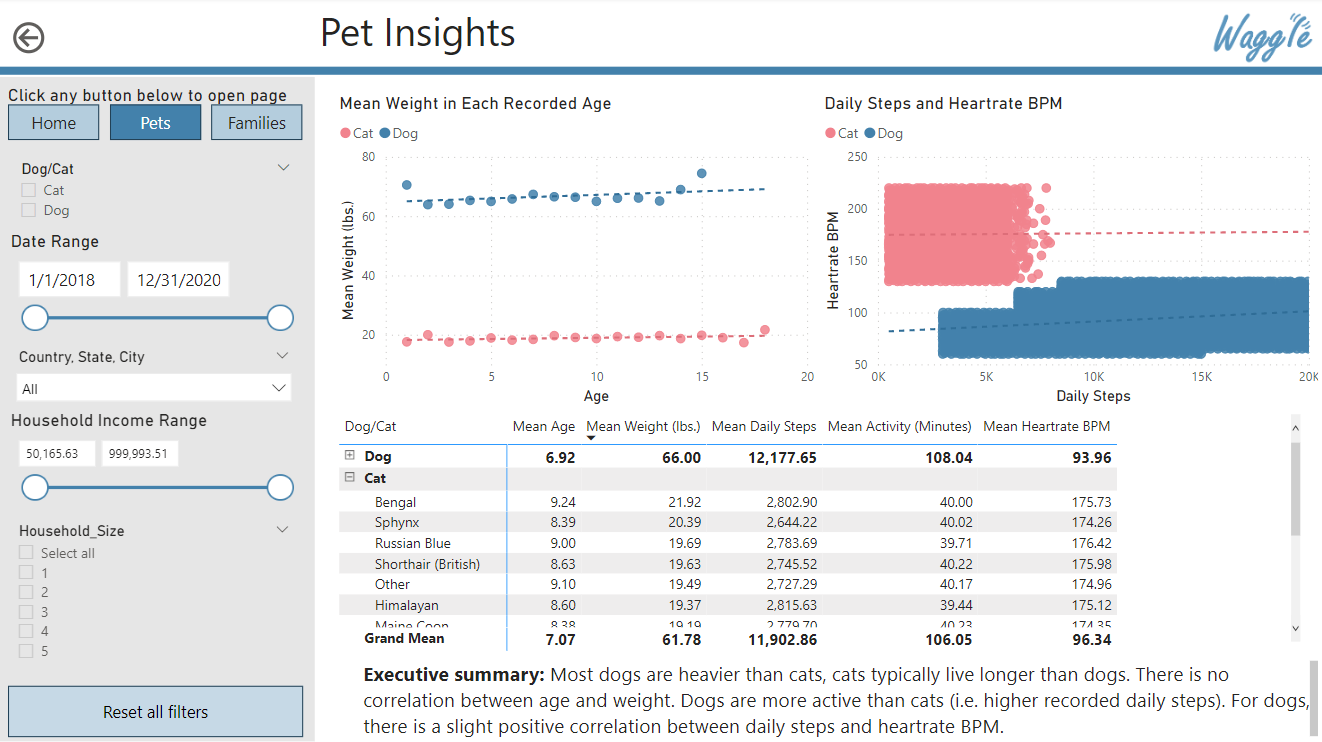 Pet Insights
Waggle
Click any button below to open page
Home
Pets
Families
Dog/Cat
Cat
Dog
Date Range
1/1/2018
12/31/2020
Country, State, City
All
Household Income Range
50,165.63
999,993.51
Household_Size
Select all
1
2
3
4
5
Reset all filters
Mean Weight in Each Recorded Age
Cat Dog
Mean Weight (lbs.)
80
60
40
20
0 5 10 15 20
Age
Daily Steps and Heartrate BPM
Cat Dog
Heartrate BPM
250
200
150
100
50
0K 5K 10K 15K 20K
Daily Steps
Dog/Cat Mean Age Mean Weight (lbs.) Mean Daily Steps Mean Activity (Minutes) Mean Heartrate BPM
Dog 6.92 66.00 12,177.65 108.04 93.96
Cat
Bengal 9.24 21.92 2,802.90 40.00 175.73
Sphynx 8.39 20.39 2,644.22 40.02 174.26
Russian Blue 9.00 19.69 2,783.69 39.71 176.42
Shorthair (British) 8.63 19.63 2,745.52 40.22 175.98
Other 9.10 19.49 2,727.29 40.17 174.96
Himalayan 8.60 19.37 2,815.63 39.44 175.12
Maine Coon 8.38 19.19 2,779.70 40.23 174.35
Grand Mean 7.07 61.78 11,902.86 106.05 96.34
Executive summary: Most dogs are heavier than cats, cats typically live longer than dogs. There is no
correlation between age and weight. Dogs are more active than cats (i.e. higher recorded daily steps). For dogs,
there is a slight positive correlation between daily steps and heartrate BPM.